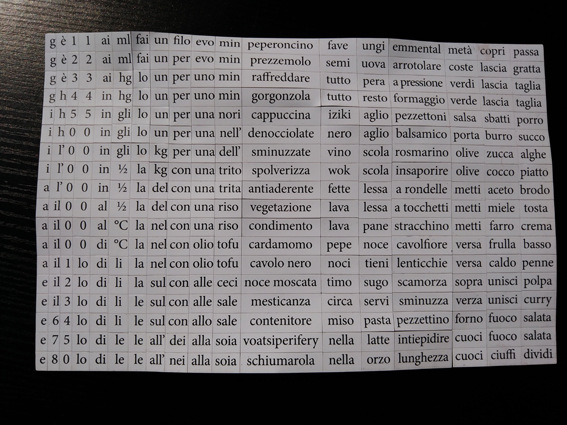 g è 1 1 ai ml fai un filo evo min peperoncino fave ungi emmental metà copri passa
g è 2 2 ai ml fai un per evo min prezzemolo semi uova arrotolare coste lascia gratta
g è 3 3 ai hg lo un per uno min raffreddare tutto pera a pressione verdi lascia taglia
g h 4 4 in hg lo un per uno min gorgonzola tutto resto formaggio verde lascia taglia
i h 5 5 in gli lo un per una nori cappuccina iziki aglio pezzettoni salsa sbatti porro
i h 0 0 in gli lo un per una nell' denocciolate nero aglio balsamico porta burro succo
i l' 0 0 in gli lo kg per una dell' sminuzzate vino scola rosmarino olive zucca alghe
i l' 0 0 in ½ la kg con una trito spolverizza wok scola insaporire olive cocco piatto
a l' 0 0 in ½ la del con una trita antiaderente fette lessa a rondelle metti aceto brodo
a il 0 0 al ½ la del con una riso vegetazione lava lessa a tocchetti metti miele tosta
a il 0 0 al °C la nel con una riso condimento lava pane stracchino metti farro crema
a il 0 0 di °C la nel con olio tofu cardamomo pepe noce cavolfiore versa frulla basso
a il 1 lo di li la nel con olio tofu cavolo nero noci tieni lenticchie versa caldo penne
e il 2 lo di li la sul con alle ceci noce moscata timo sugo scamorza sopra unisci polpa
e il 3 lo di li la sul con alle sale mesticanza circa servi sminuzza verza unisci curry
e 6 4 lo di li le sul con allo sale contenitore miso pasta pezzettino forno fuoco salata
e 7 5 lo di le le all' dei alla soia voatsiperifery nella latte intiepidire cuoci fuoco salata
e 8 0 lo di le le all' nei alla soia schiumarola nella orzo lunghezza cuoci ciuffi dividi